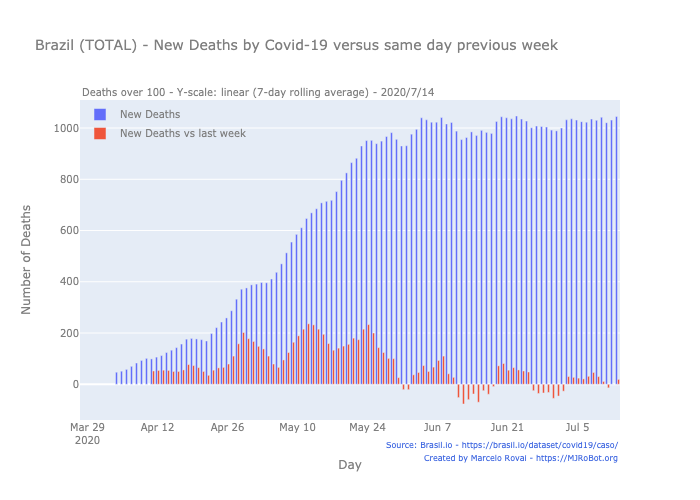 Brazil (TOTAL) - New Deaths by Covid-19 versus same day previous week
Deaths over 100 - Y-scale: linear (7-day rolling average) - 2020/7/14
New Deaths
New Deaths vs last week
Number of Deaths
1000
800
600
400
200
0
Mar 29
2020
Apr 12
Apr 26
May 10
May 24
Jun 7
Jun 21
Jul 5
Day
Source: Brasil.io - https://brasil.io/dataset/covid19/caso/
Created by Marcelo Rovai - https://MJRoBot.org